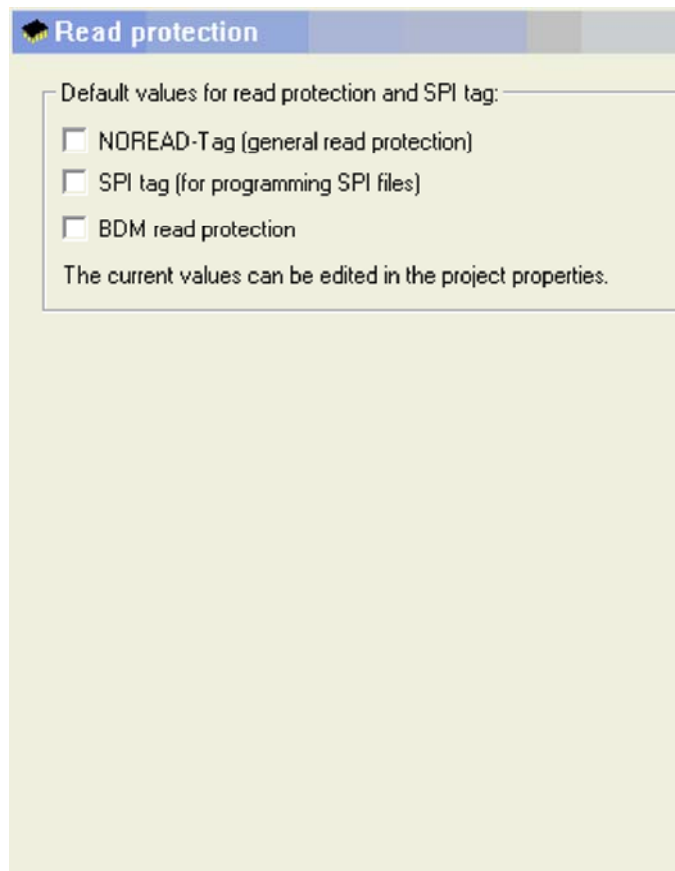 Read protection
Default values for read protection and SPI tag:
NOREAD-Tag (general read protection)
SPI tag (for programming SPI files)
BDM read protection
The current values can be edited in the project properties.